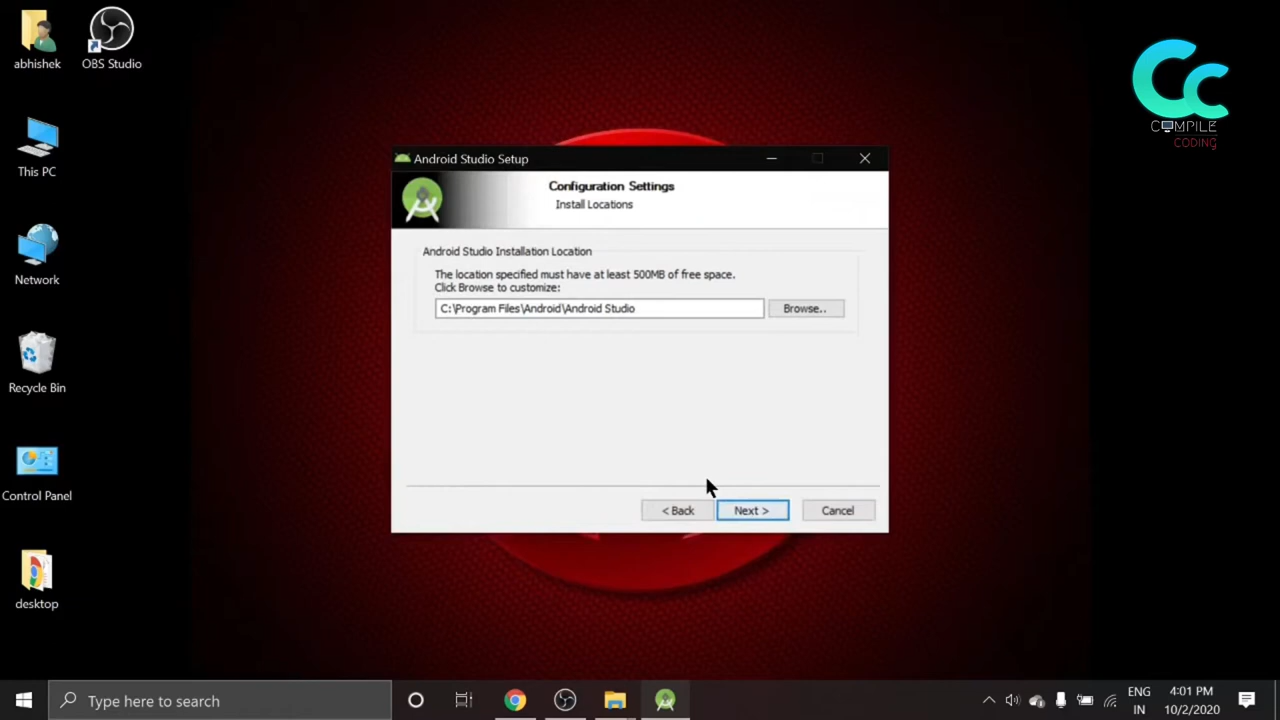 abhishek
OBS Studio
This PC
Network
Recycle Bin
Control Panel
desktop
COMPILE
CODING
Android Studio Setup
Configuration Settings
Install Locations
Android Studio Installation Location
The location specified must have at least 500MB of free space.
Click Browse to customize:
C:\Program Files\Android\Android Studio
Browse..
< Back
Next >
Cancel
Type here to search
ENG
IN
4:01 PM
10/2/2020